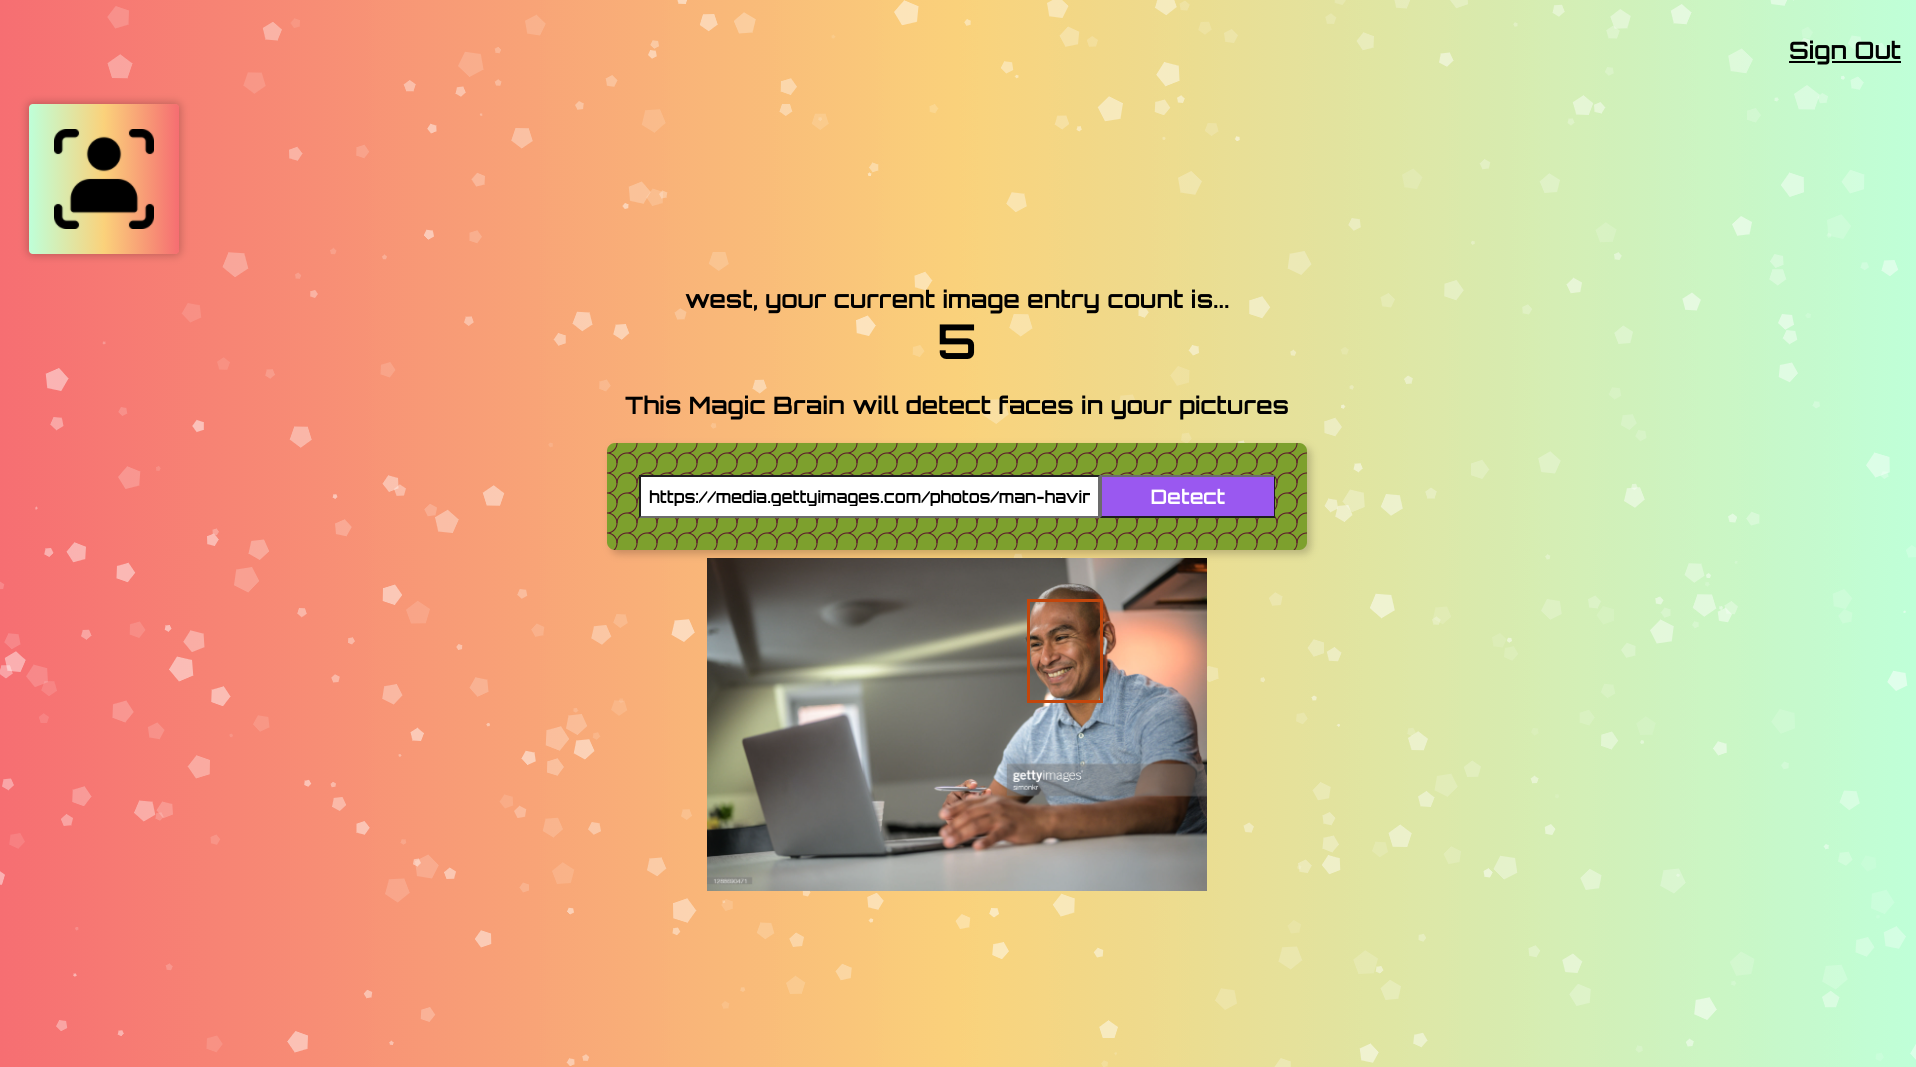 Sign Out
west, your current image entry count is...
5
This Magic Brain will detect faces in your pictures
https://media.gettyimages.com/photos/man-havir
Detect
gettyimages
simonkr